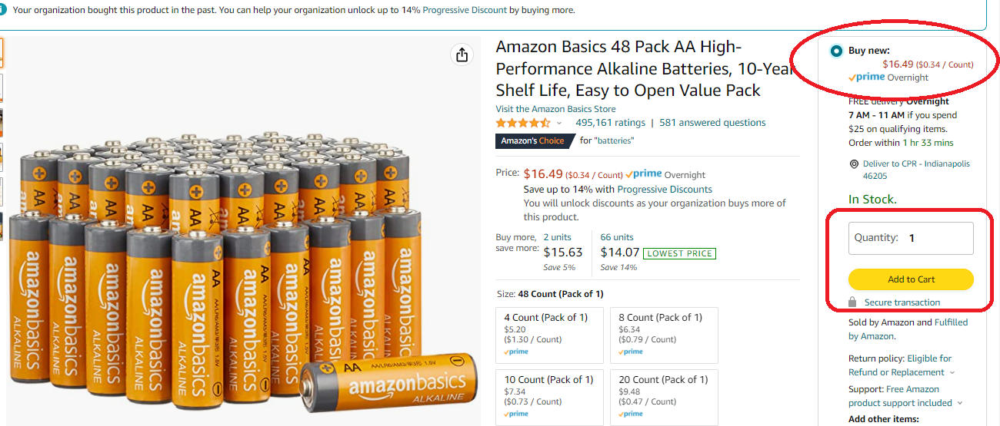 Your organization bought this product in the past. You can help your organization unlock up to 14% Progressive Discount by buying more.
Amazon Basics 48 Pack AA High-
Performance Alkaline Batteries, 10-Year
Shelf Life, Easy to Open Value Pack
Visit the Amazon Basics Store
495,161 ratings | 581 answered questions
Amazon's Choice for "batteries"
Price: $16.49 ($0.34 / Count) prime Overnight
Save up to 14% with Progressive Discounts
You will unlock discounts as your organization buys more of
this product.
Buy more, save more:
2 units
$15.63
Save 5%
66 units
$14.07 LOWEST PRICE
Save 14%
Size: 48 Count (Pack of 1)
4 Count (Pack of 1)
$5.20
($1.30 / Count)
prime
8 Count (Pack of 1)
$6.34
($0.79 / Count)
prime
10 Count (Pack of 1)
$7.34
($0.73 / Count)
prime
20 Count (Pack of 1)
$9.48
($0.47 / Count)
prime
Buy new:
$16.49 ($0.34 / Count)
prime Overnight
FREE delivery Overnight
7 AM - 11 AM if you spend
$25 on qualifying items.
Order within 1 hr 33 mins
Deliver to CPR - Indianapolis
46205
In Stock.
Quantity: 1
Add to Cart
Secure transaction
Sold by Amazon and Fulfilled
by Amazon.
Return policy: Eligible for
Refund or Replacement
Support: Free Amazon
product support included
Add other items:
AA
amazonbasics
ALKALINE